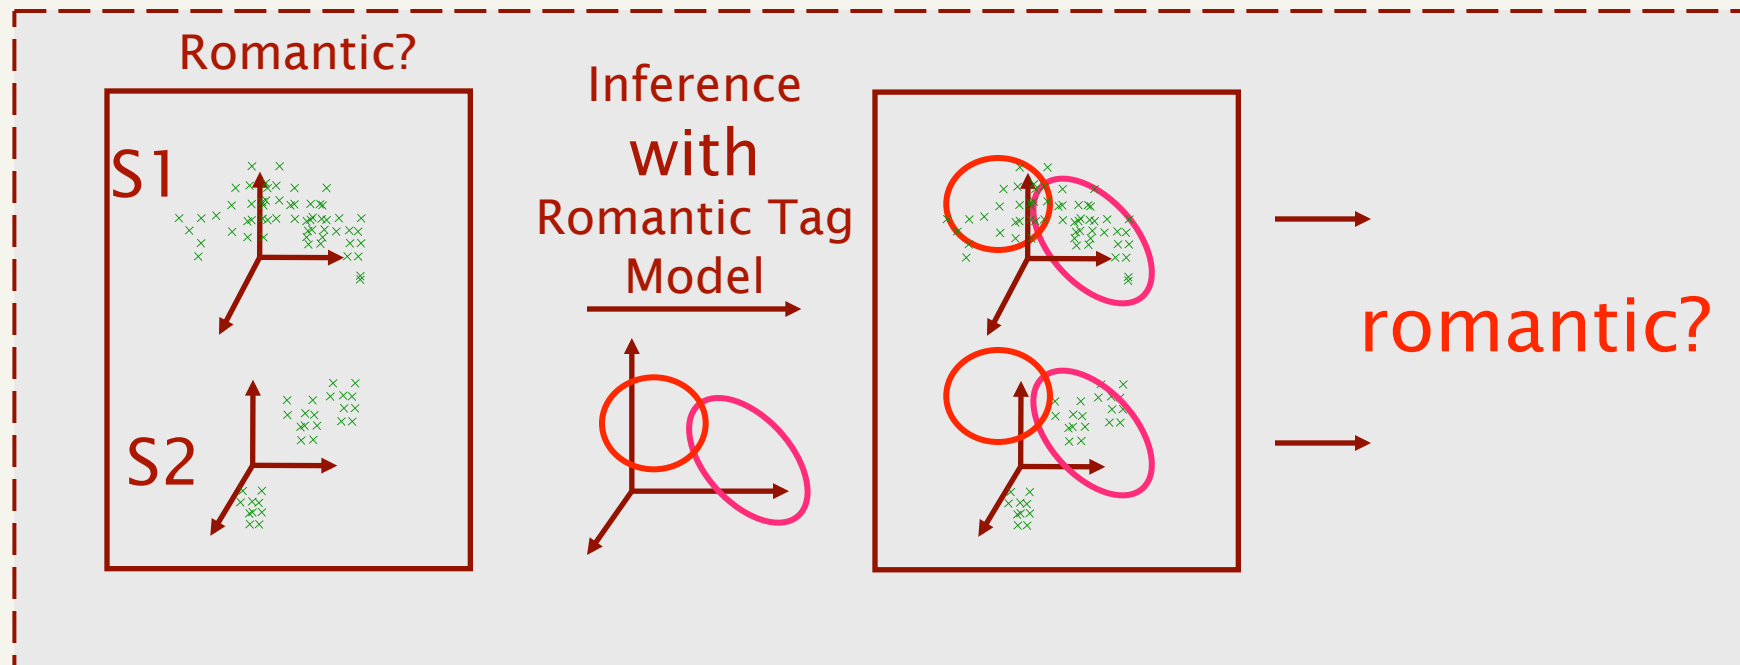 Romantic?
S1
S2
Inference
with
Romantic Tag
Model
romantic?